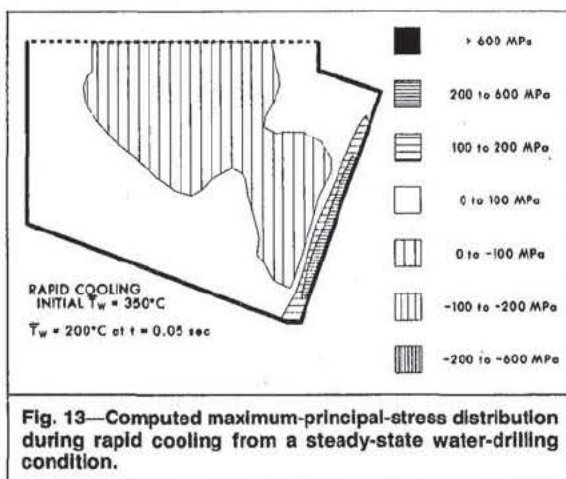 > 600 MPa
200 to 600 MPa
100 to 200 MPa
0 to 100 MPa
0 to -100 MPa
-100 to -200 MPa
-200 to -600 MPa
RAPID COOLING
INITIAL T̅w = 350°C
T̅w = 200°C at t = 0.05 sec
Fig. 13—Computed maximum-principal-stress distribution
during rapid cooling from a steady-state water-drilling
condition.